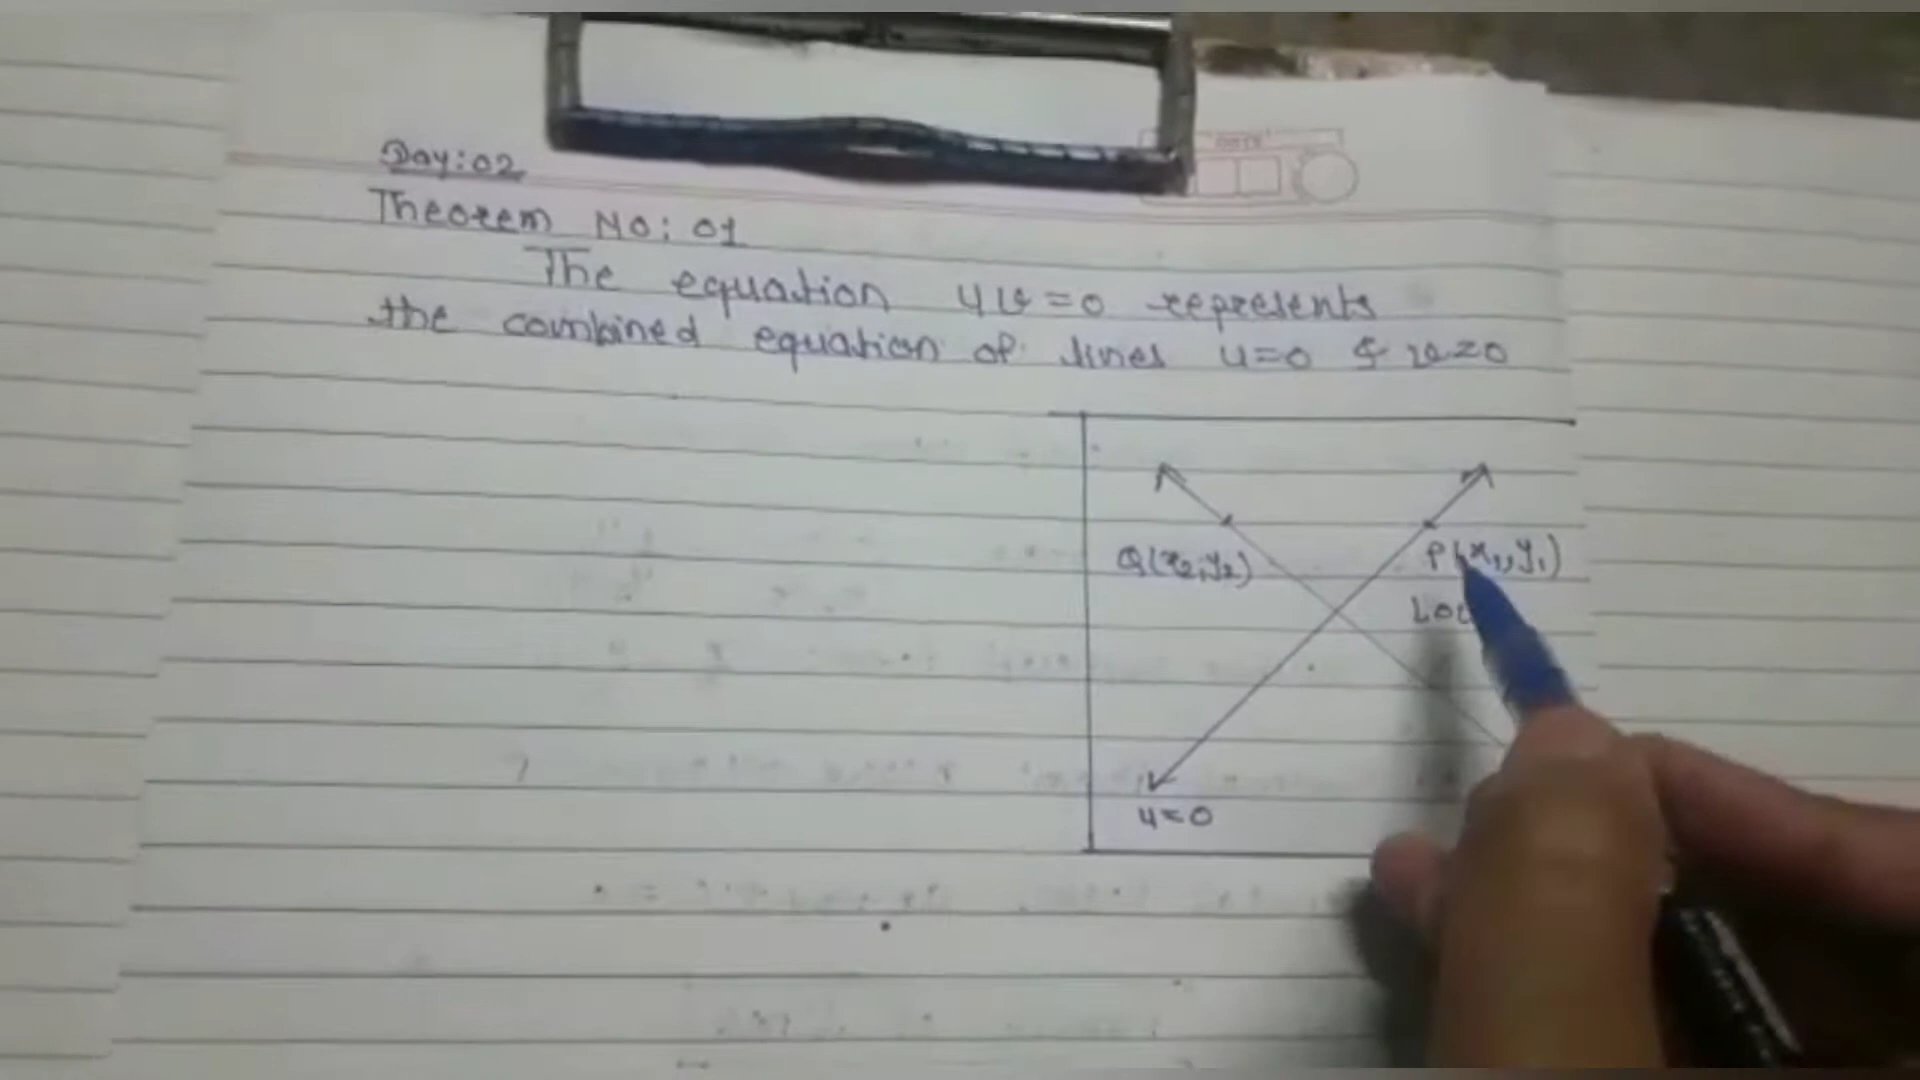 Day:02
Theorem No: 01
The equation uv=0 represents
the combined equation of lines u=0 & v=0
Q(x₂,y₂)
P(x₁,y₁)
u=0